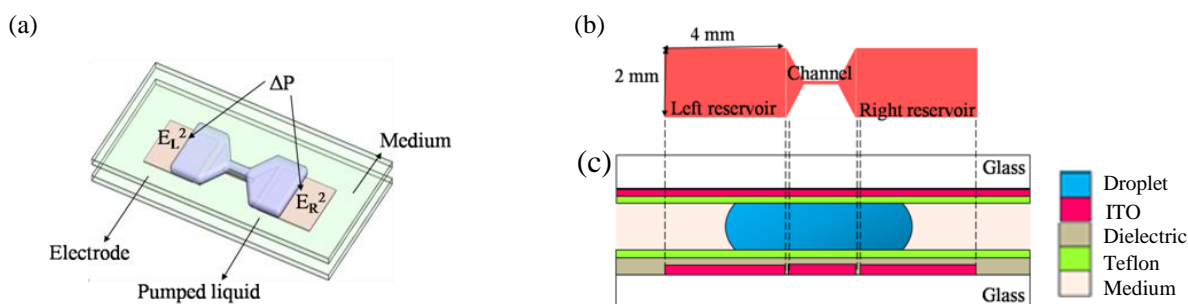 (a)
ΔP
E_L^2
E_R^2
Medium
Electrode
Pumped liquid
(b)
4 mm
2 mm
Channel
Left reservoir
Right reservoir
(c)
Glass
Glass
Droplet
ITO
Dielectric
Teflon
Medium